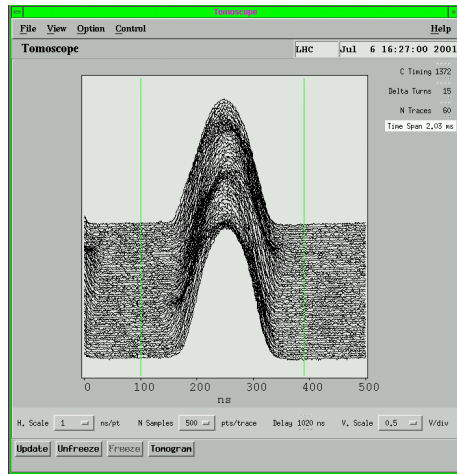 Tomoscope
File View Option Control Help
Tomoscope LHC Jul 6 16:27:00 2001
C Timing 1372
Delta Turns 15
N Traces 60
Time Span 2.03 ms
0 100 200 300 400 500
ns
H. Scale 1 ns/pt N Samples 500 pts/trace Delay 1020 ns V. Scale 0.5 V/div
Update Unfreeze Freeze Tomogram